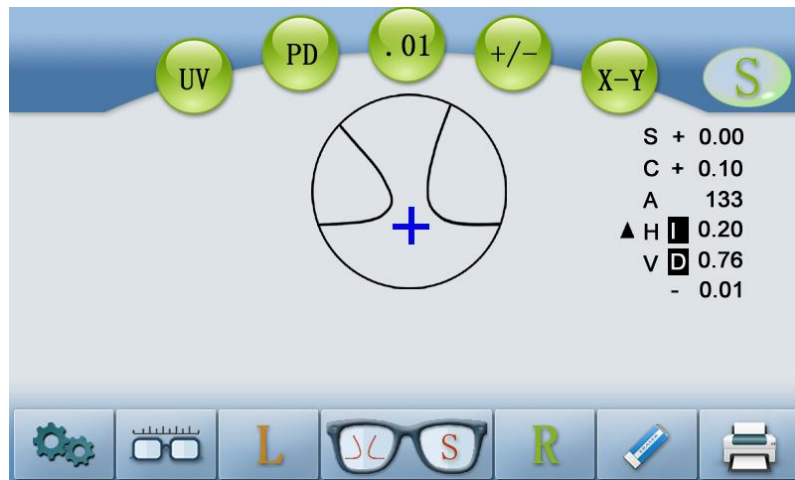 UV
PD
.01
+/-
X-Y
S
S + 0.00
C + 0.10
A 133
▲ H I 0.20
V D 0.76
- 0.01
L
S
R